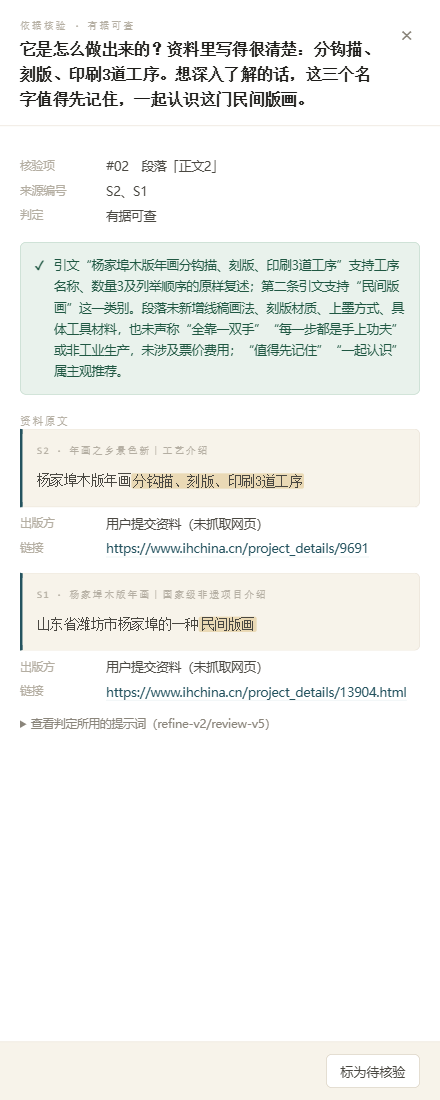 依据核验 · 有据可查
它是怎么做出来的？资料里写得很清楚：分钩描、
刻版、印刷3道工序。想深入了解的话，这三个名
字值得先记住，一起认识这门民间版画。
×
核验项 #02 段落「正文2」
来源编号 S2、S1
判定 有据可查
✓ 引文“杨家埠木版年画分钩描、刻版、印刷3道工序”支持工序
名称、数量3及列举顺序的原样复述；第二条引文支持“民间版
画”这一类别。段落未新增线稿画法、刻版材质、上墨方式、具
体工具材料，也未声称“全靠一双手”“每一步都是手上功夫”
或非工业生产，未涉及票价费用；“值得先记住”“一起认识”
属主观推荐。
资料原文
S2 · 年画之乡景色新｜工艺介绍
杨家埠木版年画分钩描、刻版、印刷3道工序
出版方 用户提交资料（未抓取网页）
链接 https://www.ihchina.cn/project_details/9691
S1 · 杨家埠木版年画｜国家级非遗项目介绍
山东省潍坊市杨家埠的一种民间版画
出版方 用户提交资料（未抓取网页）
链接 https://www.ihchina.cn/project_details/13904.html
▶ 查看判定所用的提示词（refine-v2/review-v5）
标为待核验